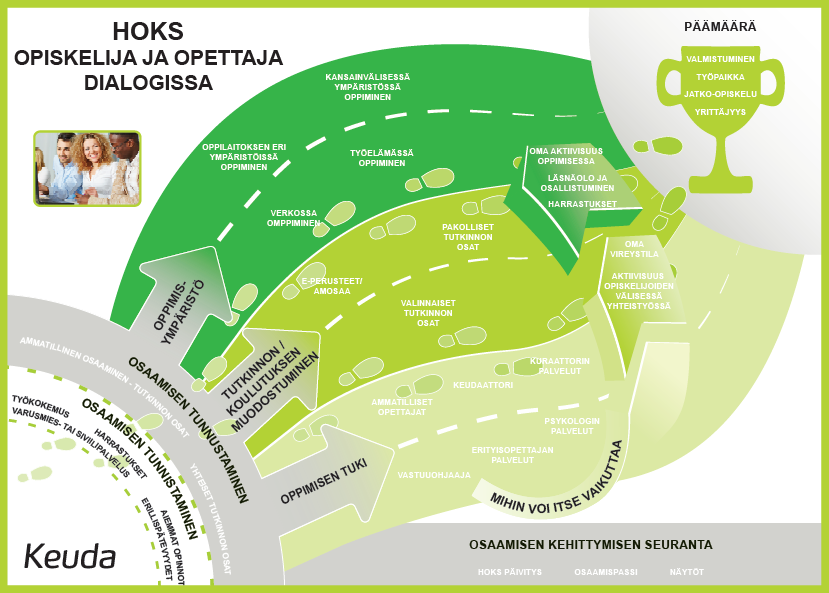 HOKS
OPISKELIJA JA OPETTAJA
DIALOGISSA
PÄÄMÄÄRÄ
VALMISTUMINEN
TYÖPAIKKA
JATKO-OPISKELU
YRITTÄJYYS
KANSAINVÄLISESSÄ
YMPÄRISTÖSSÄ
OPPIMINEN
OPPILAITOKSEN ERI
YMPÄRISTÖISSÄ
OPPIMINEN
TYÖELÄMÄSSÄ
OPPIMINEN
VERKOSSA
OMPPIMINEN
OMA AKTIIVISUUS
OPPIMISESSA
LÄSNÄOLO JA
OSALLISTUMINEN
HARRASTUKSET
PAKOLLISET
TUTKINNON
OSAT
OMA
VIREYSTILA
AKTIIVISUUS
OPISKELIJOIDEN
VÄLISESSÄ
YHTEISTYÖSSÄ
E-PERUSTEET/
AMOSAA
VALINNAISET
TUTKINNON
OSAT
OPPIMIS-
YMPÄRISTÖ
TUTKINNON /
KOULUTUKSEN
MUODOSTUMINEN
OPPIMISEN TUKI
KURAATTORIN
PALVELUT
KEUDAATTORI
AMMATILLISET
OPETTAJAT
PSYKOLOGIN
PALVELUT
ERITYISOPETTAJAN
PALVELUT
VASTUUOHJAAJA
MIHIN VOI ITSE VAIKUTTAA
OSAAMISEN TUNNUSTAMINEN
AMMATILLINEN OSAAMINEN - TUTKINNON OSAT
YHTEISET TUTKINNON OSAT
OSAAMISEN TUNNISTAMINEN
TYÖKOKEMUS
VARUSMIES- TAI SIVIILIPALVELUS
HARRASTUKSET
AIEMMAT OPINNOT
ERILLISPÄTEVYYDET
Keuda
OSAAMISEN KEHITTYMISEN SEURANTA
HOKS PÄIVITYS
OSAAMISPASSI
NÄYTÖT